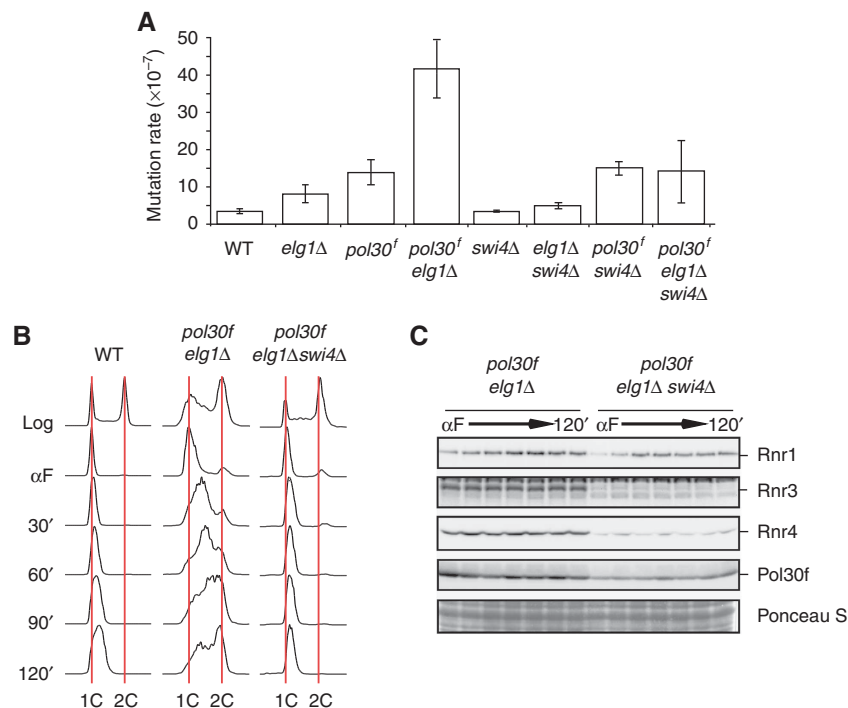 A
Mutation rate (×10⁻⁷)
50
40
30
20
10
0
WT
elg1Δ
pol30ᶠ
pol30ᶠ
elg1Δ
swi4Δ
elg1Δ
swi4Δ
pol30ᶠ
swi4Δ
pol30ᶠ
elg1Δ
swi4Δ
B
WT
pol30f
elg1Δ
pol30f
elg1Δswi4Δ
Log
αF
30′
60′
90′
120′
1C 2C 1C 2C 1C 2C
C
pol30f
elg1Δ
pol30f
elg1Δ swi4Δ
αF 120′ αF 120′
Rnr1
Rnr3
Rnr4
Pol30f
Ponceau S